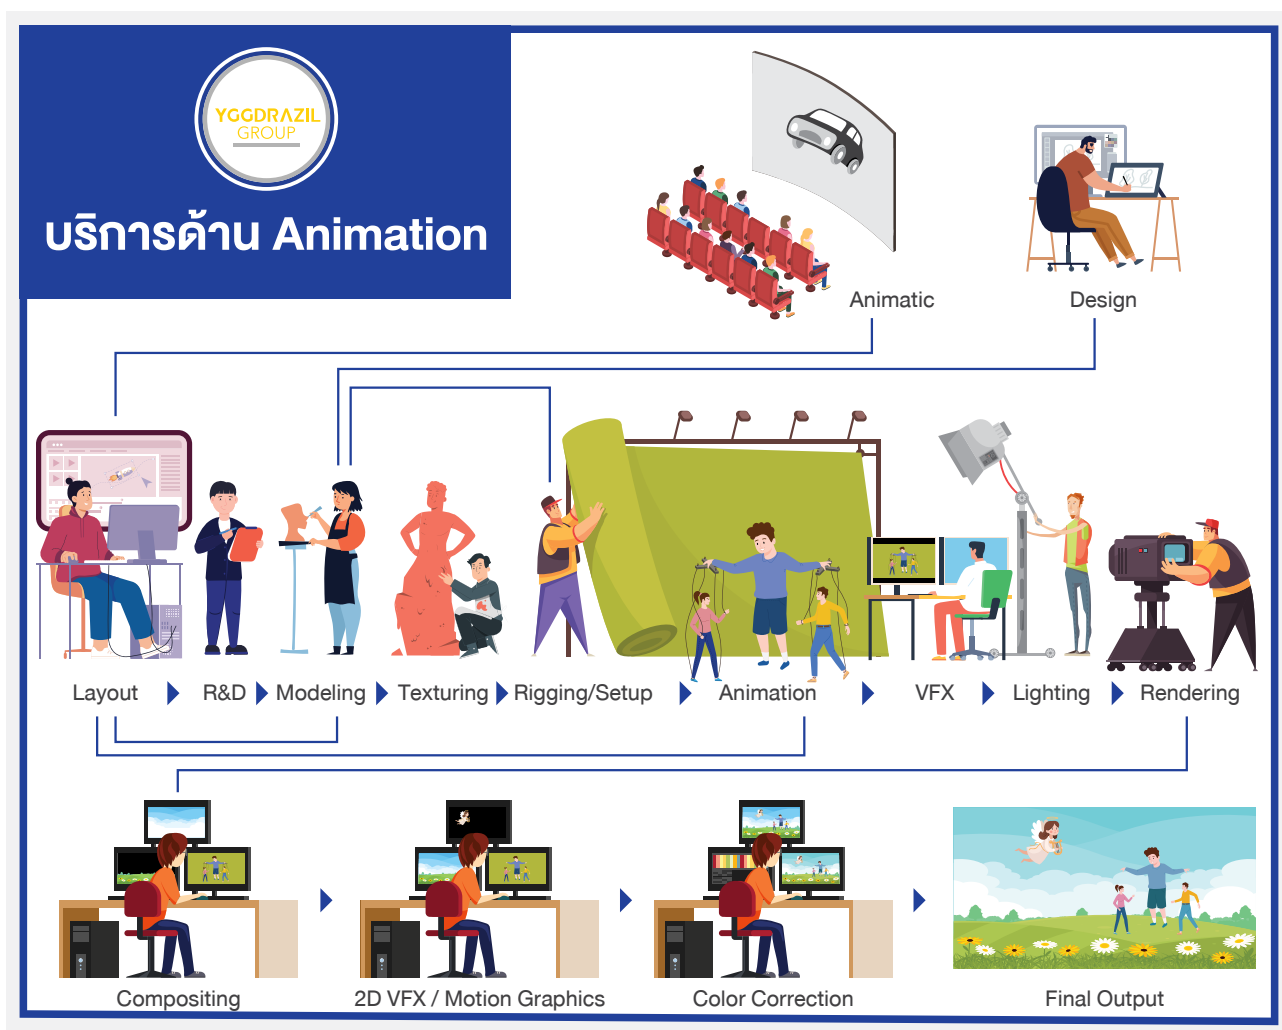 YGGDRAZIL
GROUP
บริการด้าน Animation
Animatic
Design
Layout
R&D
Modeling
Texturing
Rigging/Setup
Animation
VFX
Lighting
Rendering
Compositing
2D VFX / Motion Graphics
Color Correction
Final Output